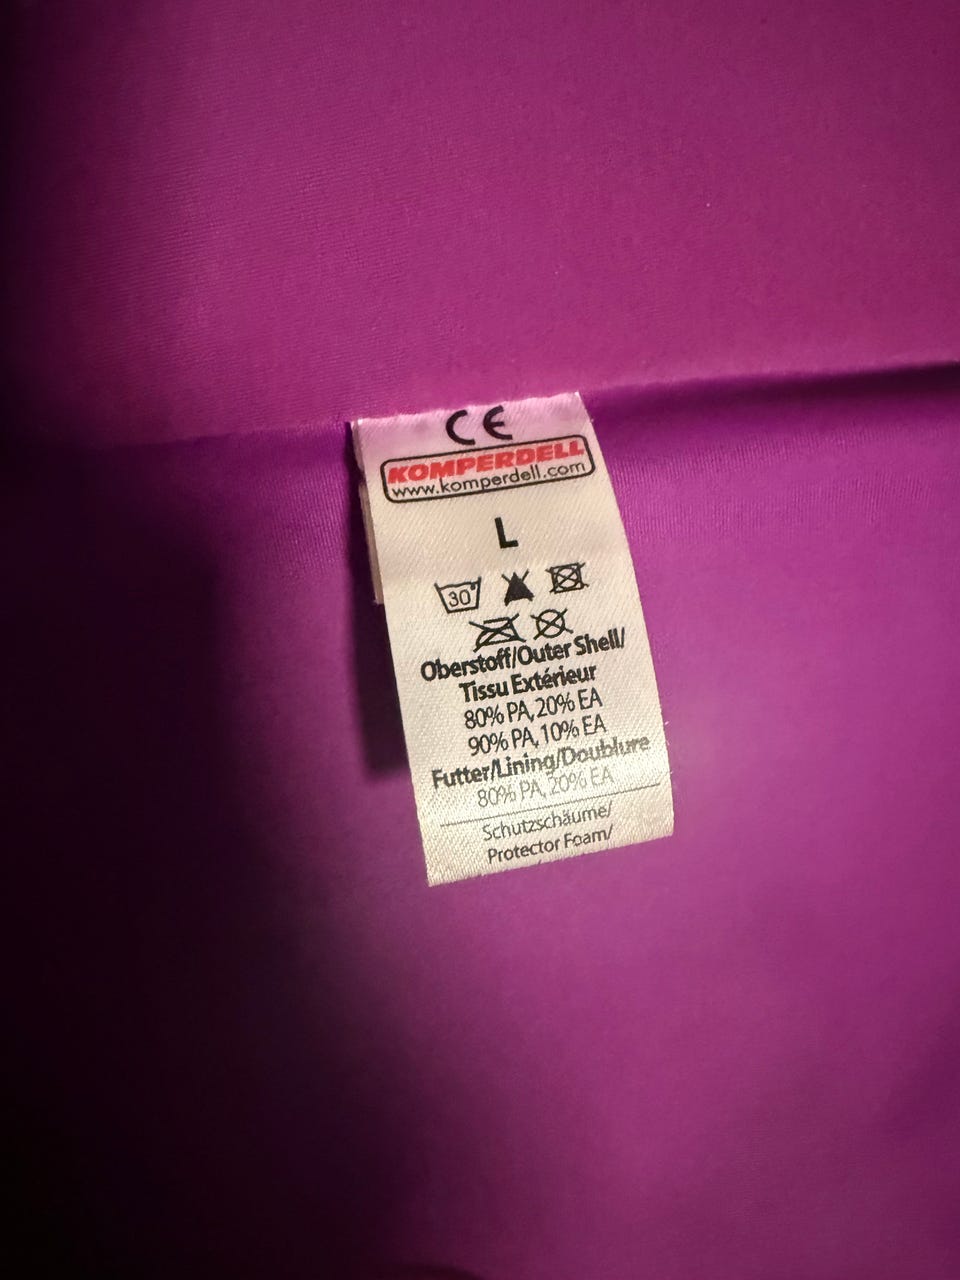 CE
KOMPERDELL
www.komperdell.com
L
30°
Oberstoff/Outer Shell/
Tissu Extérieur
80% PA, 20% EA
90% PA, 10% EA
Futter/Lining/Doublure
80% PA, 20% EA
Schutzschäume/
Protector Foam/